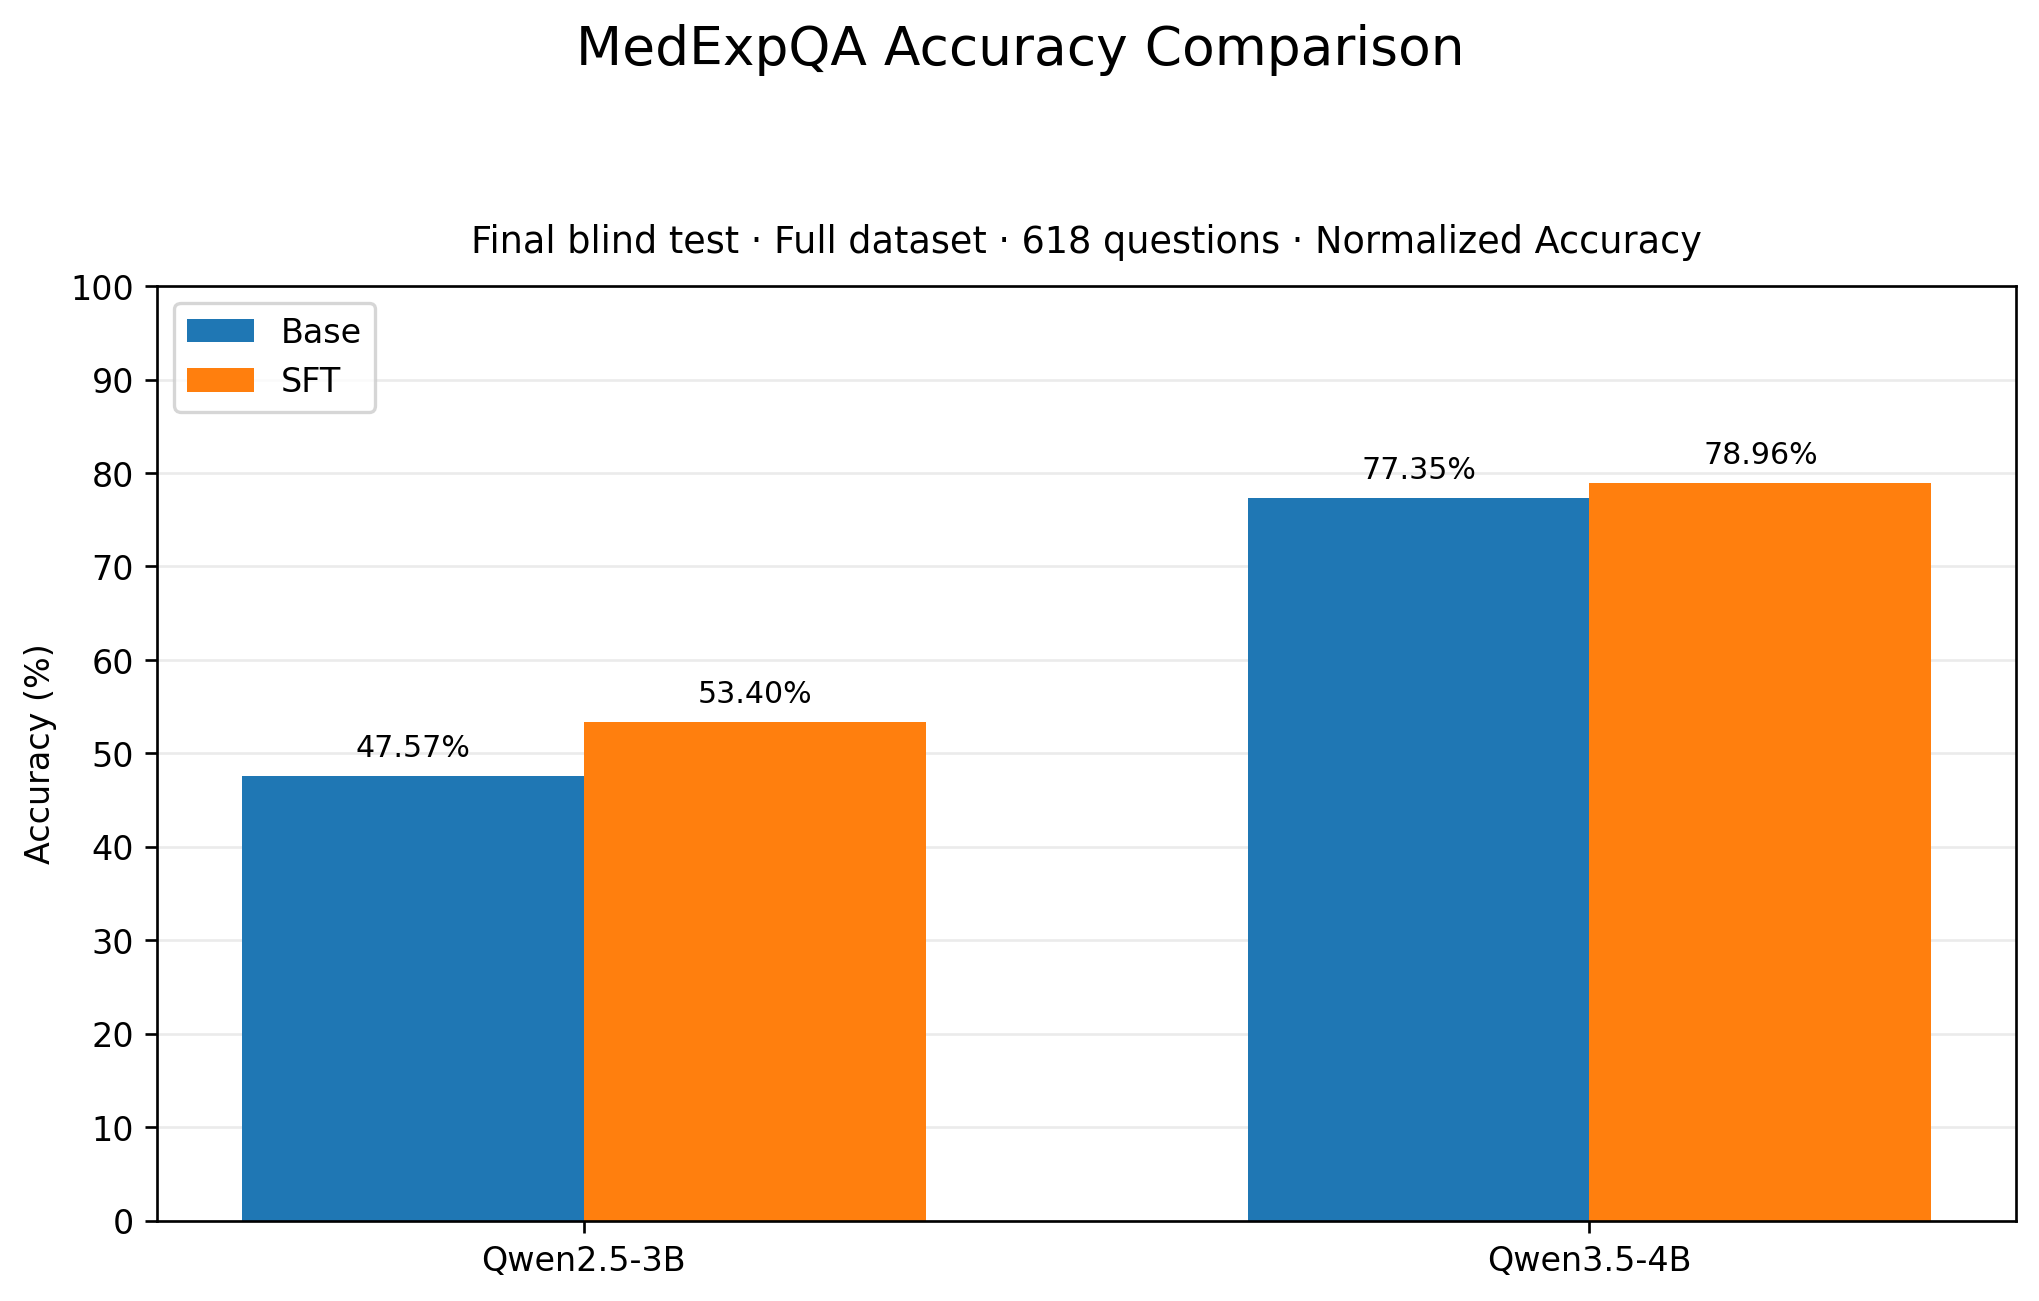 MedExpQA Accuracy Comparison
Final blind test · Full dataset · 618 questions · Normalized Accuracy
100
90
80
70
60
50
40
30
20
10
0
Accuracy (%)
Base
SFT
47.57%
53.40%
77.35%
78.96%
Qwen2.5-3B
Qwen3.5-4B